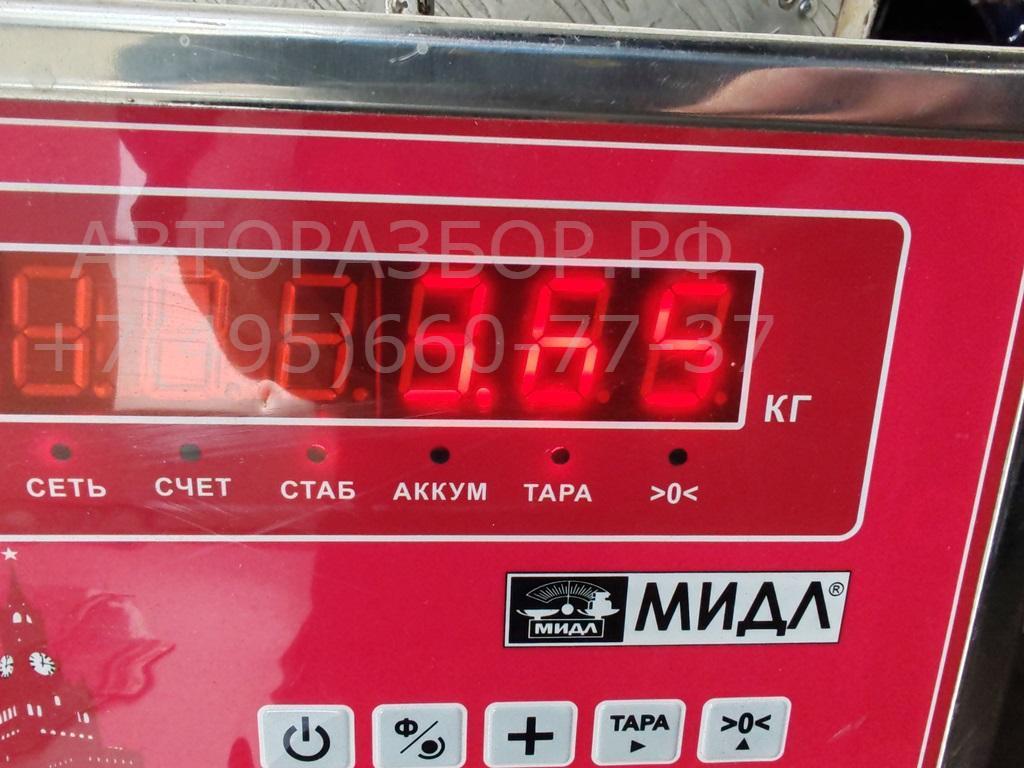 АВТОРАЗБОР.РФ
+7(495)660-77-37
КГ
СЕТЬ СЧЕТ СТАБ АККУМ ТАРА >0<
МИДЛ МИДЛ®
Ф ТАРА >0<